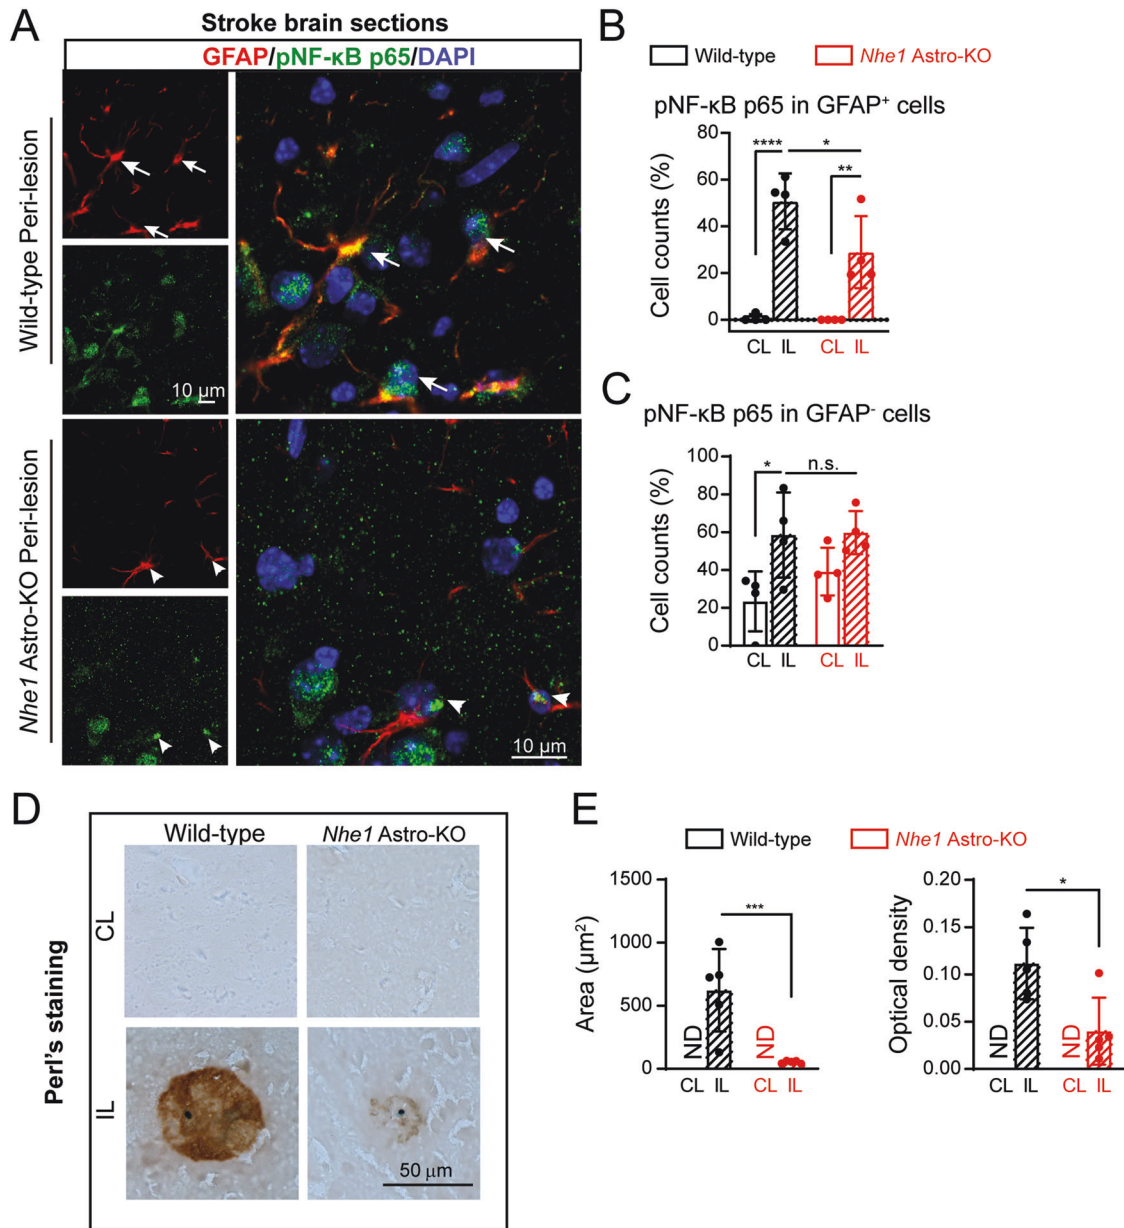 A
Stroke brain sections
GFAP/pNF-κB p65/DAPI
Wild-type Peri-lesion
10 µm
Nhe1 Astro-KO Peri-lesion
10 µm
B
Wild-type
Nhe1 Astro-KO
pNF-κB p65 in GFAP⁺ cells
Cell counts (%)
80
60
40
20
0
****
*
**
CL IL CL IL
C
pNF-κB p65 in GFAP⁻ cells
Cell counts (%)
100
80
60
40
20
0
*
n.s.
CL IL CL IL
D
Wild-type
Nhe1 Astro-KO
Perl's staining
CL
IL
50 µm
E
Wild-type
Nhe1 Astro-KO
Area (µm²)
1500
1000
500
0
***
ND
ND
CL IL CL IL
Optical density
0.20
0.15
0.10
0.05
0.00
*
ND
ND
CL IL CL IL